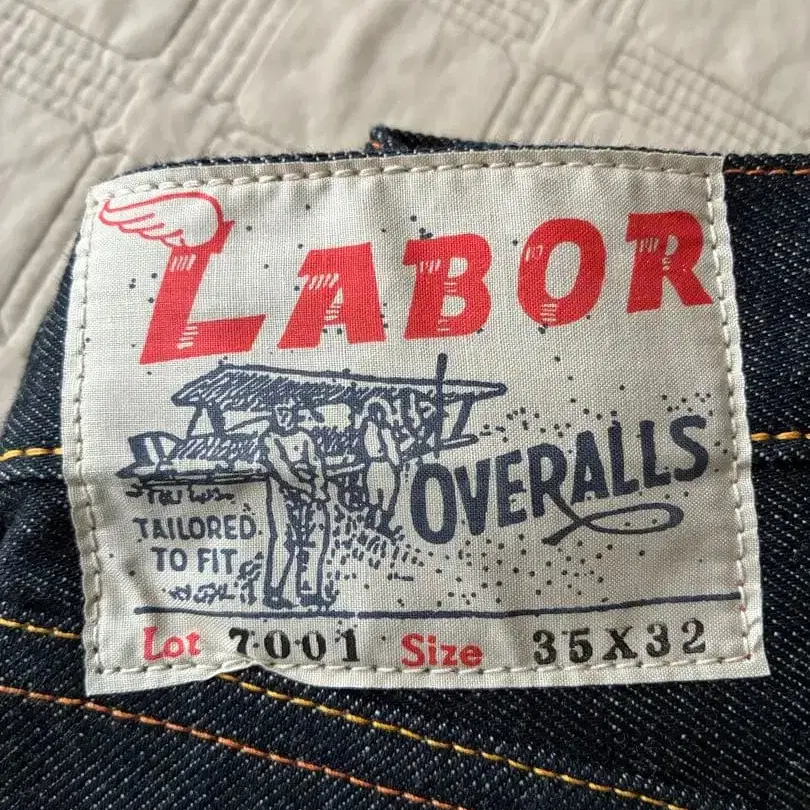 LABOR
OVERALLS
TAILORED
TO FIT
Lot 7001 Size 35X32